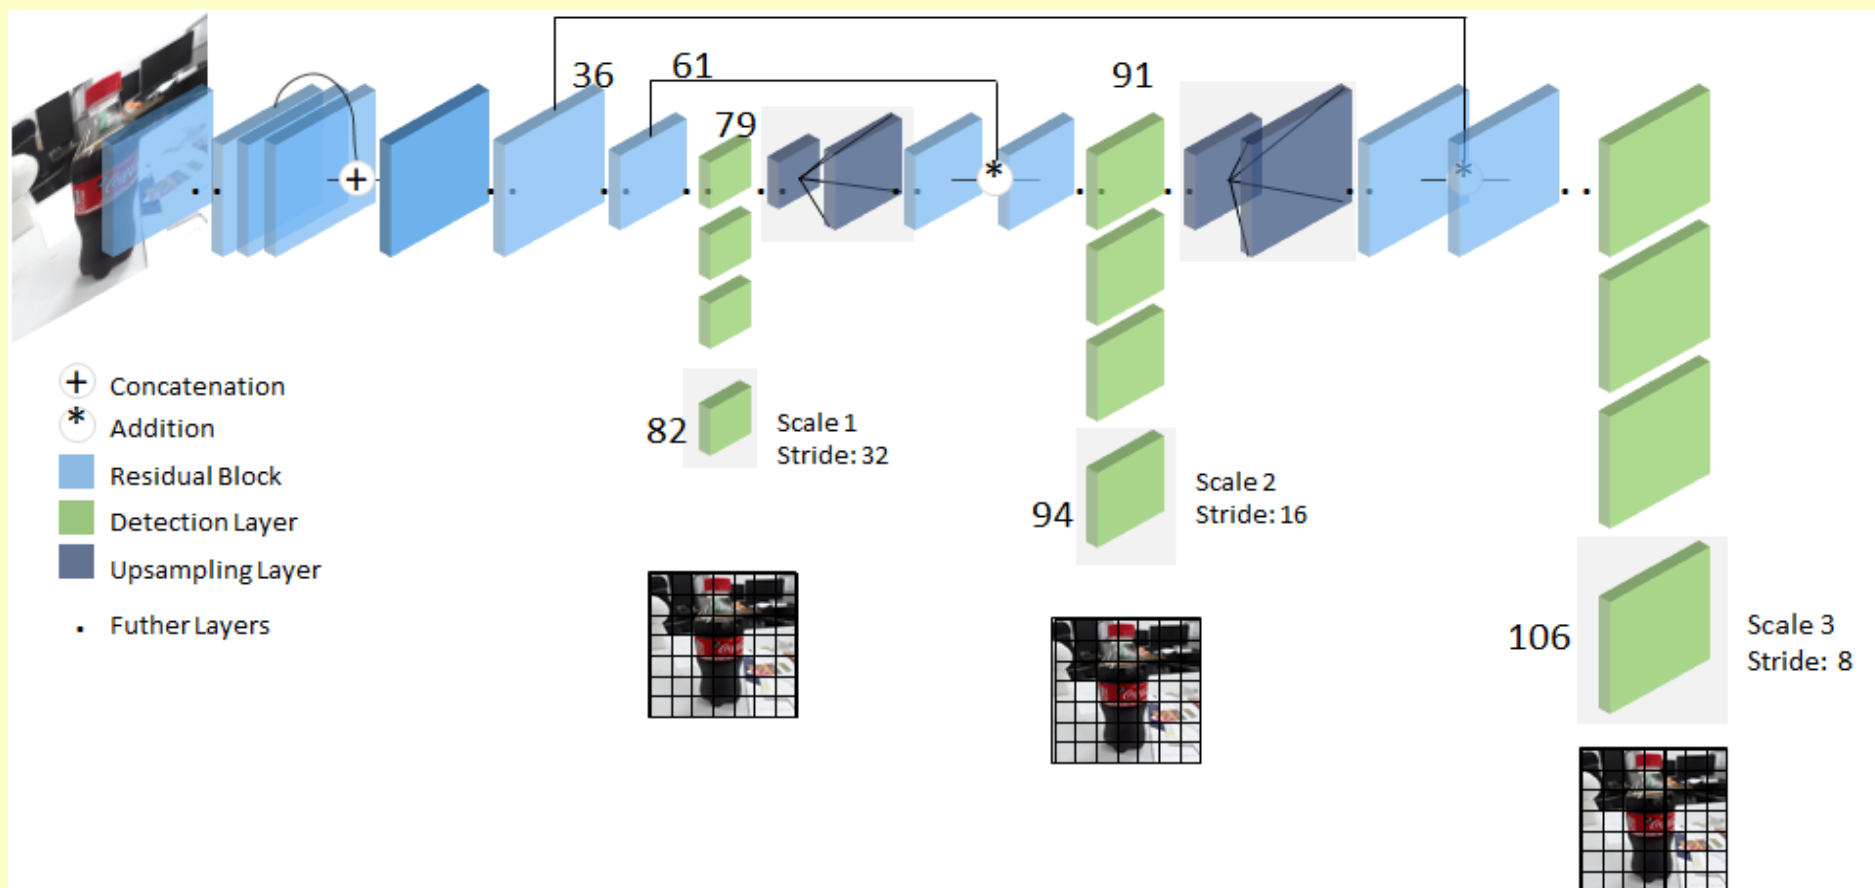 36
61
91
79
+
*
*
+ Concatenation
* Addition
Residual Block
Detection Layer
Upsampling Layer
. Futher Layers
82
Scale 1
Stride: 32
94
Scale 2
Stride: 16
106
Scale 3
Stride: 8